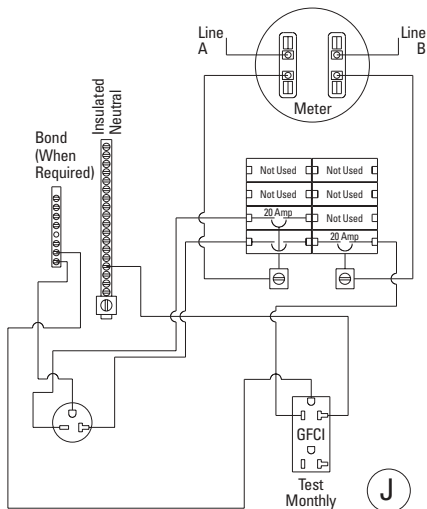 Line
A
Line
B
Meter
Insulated
Neutral
Bond
(When
Required)
Not Used
Not Used
Not Used
Not Used
20 Amp
Not Used
20 Amp
GFCI
Test
Monthly
J